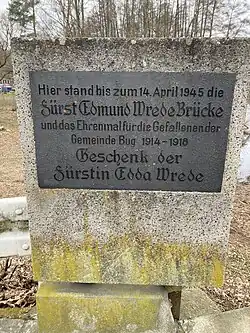 Hier stand bis zum 14. April 1945 die
Fürst Edmund Wrede Brücke
und das Ehrenmal für die Gefallenen der
Gemeinde Bug 1914-1918
Geschenk der
Fürstin Edda Wrede